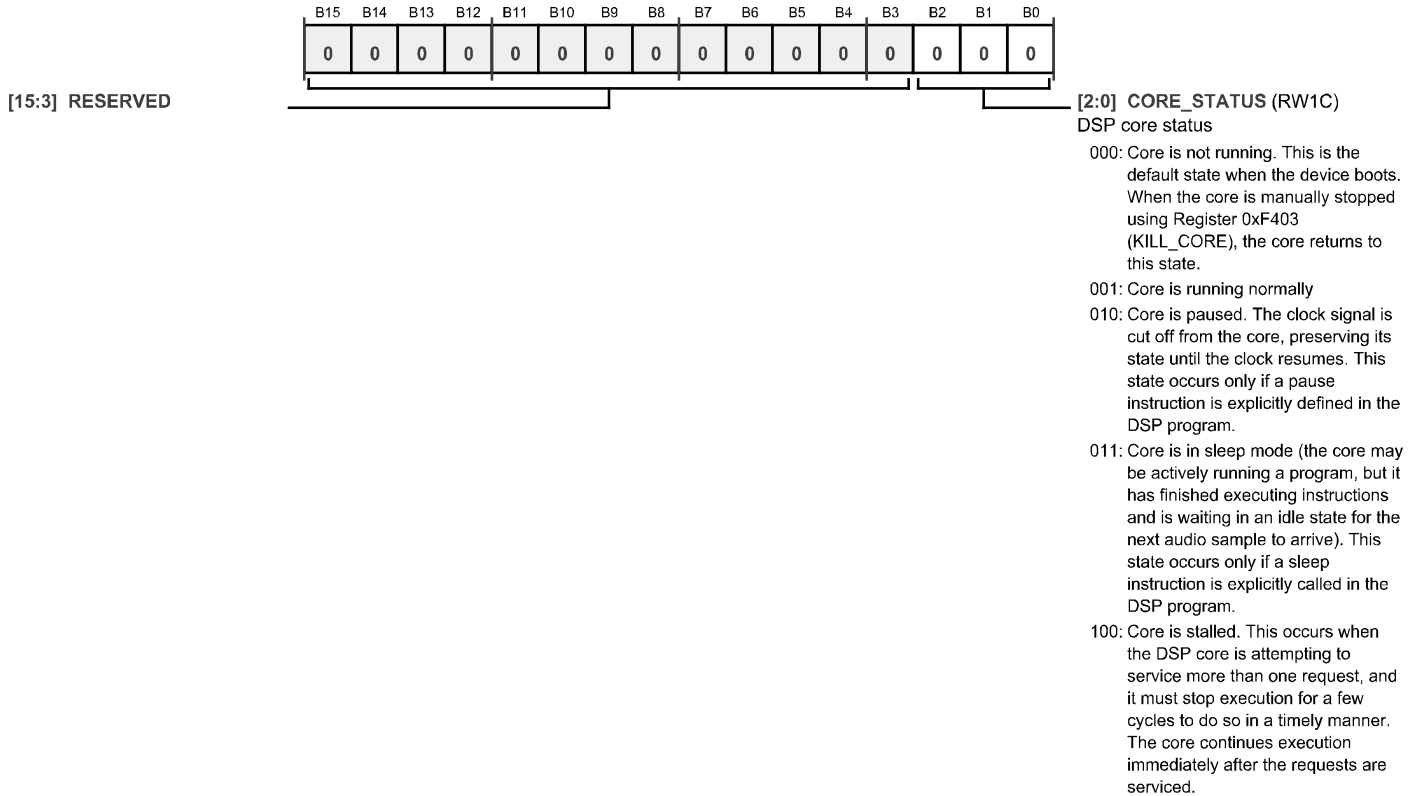 B15 B14 B13 B12 B11 B10 B9 B8 B7 B6 B5 B4 B3 B2 B1 B0
0 0 0 0 0 0 0 0 0 0 0 0 0 0 0 0
[15:3] RESERVED
[2:0] CORE_STATUS (RW1C)
DSP core status
000: Core is not running. This is the
default state when the device boots.
When the core is manually stopped
using Register 0xF403
(KILL_CORE), the core returns to
this state.
001: Core is running normally
010: Core is paused. The clock signal is
cut off from the core, preserving its
state until the clock resumes. This
state occurs only if a pause
instruction is explicitly defined in the
DSP program.
011: Core is in sleep mode (the core may
be actively running a program, but it
has finished executing instructions
and is waiting in an idle state for the
next audio sample to arrive). This
state occurs only if a sleep
instruction is explicitly called in the
DSP program.
100: Core is stalled. This occurs when
the DSP core is attempting to
service more than one request, and
it must stop execution for a few
cycles to do so in a timely manner.
The core continues execution
immediately after the requests are
serviced.